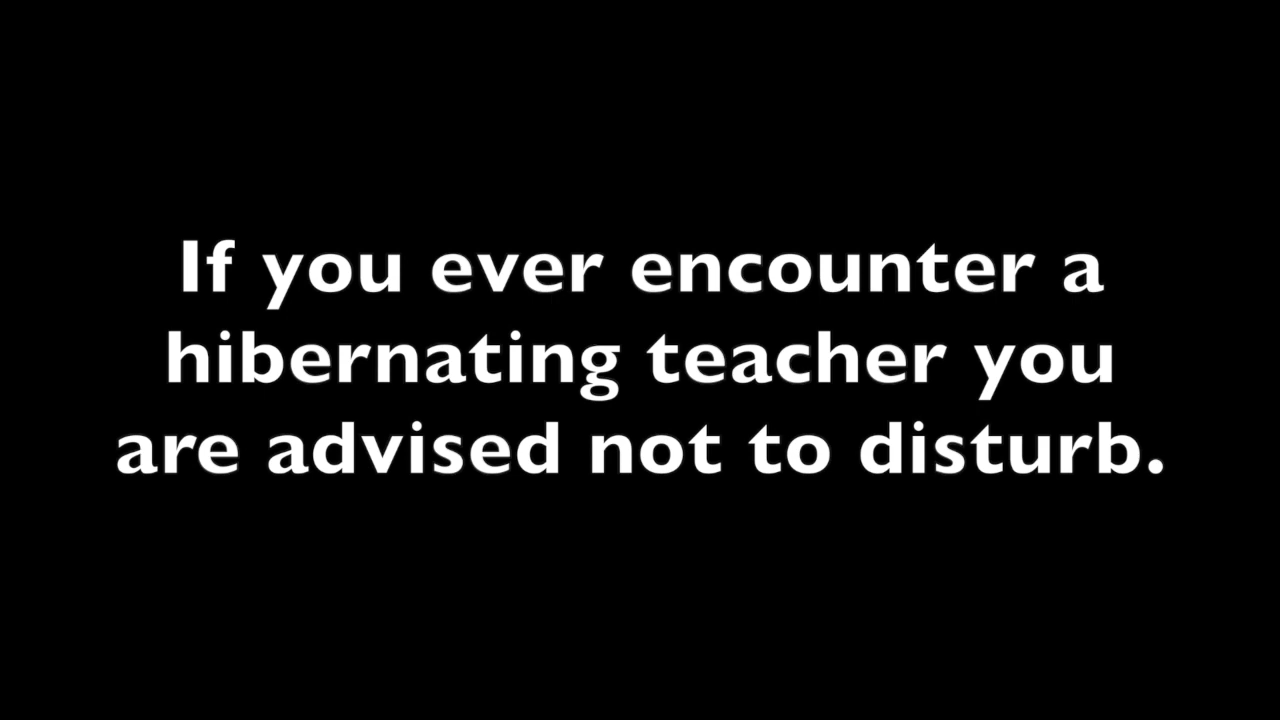 If you ever encounter a
hibernating teacher you
are advised not to disturb.